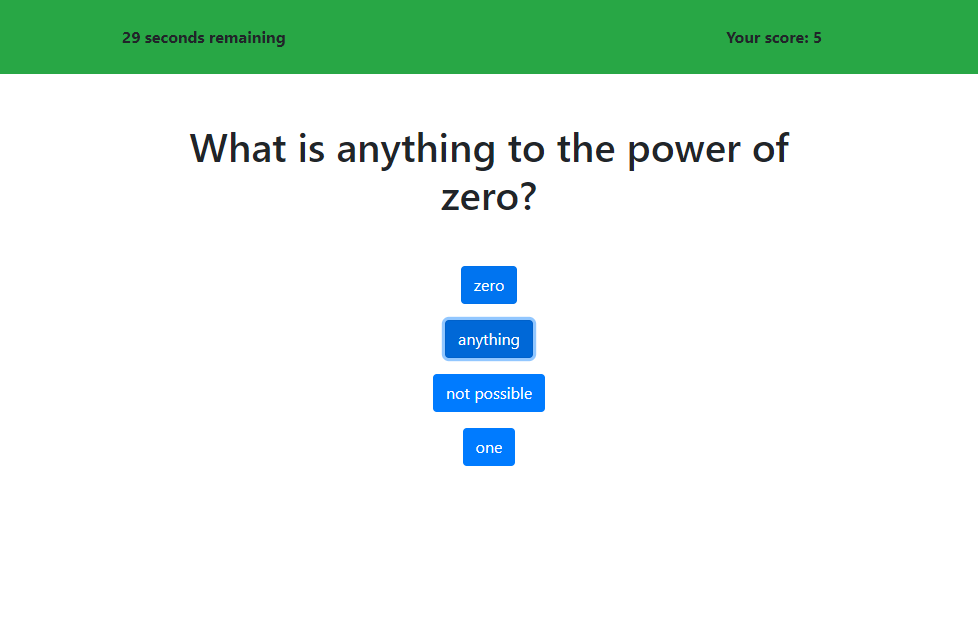 29 seconds remaining
Your score: 5
What is anything to the power of
zero?
zero
anything
not possible
one